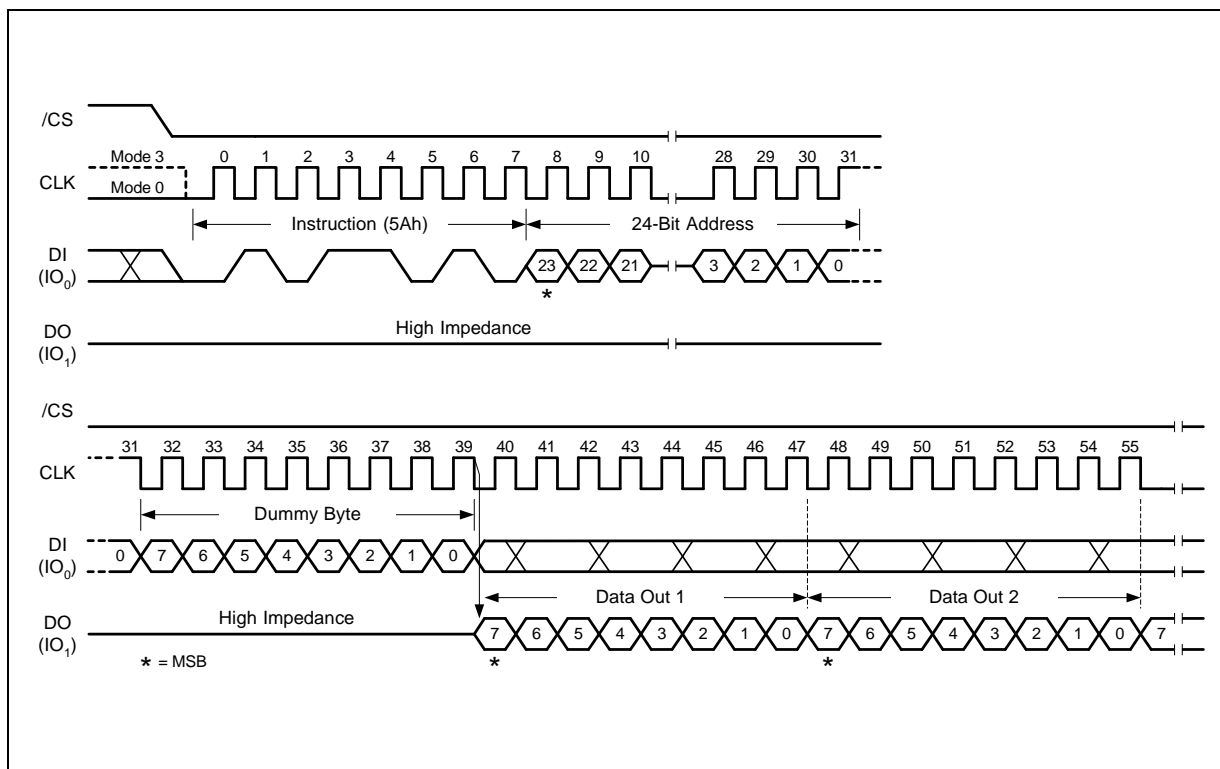 /CS
Mode 3 0 1 2 3 4 5 6 7 8 9 10 28 29 30 31
CLK
Mode 0
Instruction (5Ah) 24-Bit Address
DI
(IO0) 23 22 21 3 2 1 0
*
DO
(IO1) High Impedance
/CS
31 32 33 34 35 36 37 38 39 40 41 42 43 44 45 46 47 48 49 50 51 52 53 54 55
CLK
Dummy Byte
DI
(IO0) 0 7 6 5 4 3 2 1 0
Data Out 1 Data Out 2
DO
(IO1) High Impedance 7 6 5 4 3 2 1 0 7 6 5 4 3 2 1 0 7
* = MSB * *